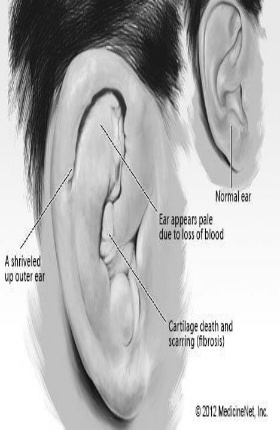 Normal ear
Ear appears pale
due to loss of blood
A shriveled
up outer ear
Cartilage death and
scarring (fibrosis)
© 2012 MedicineNet, Inc.